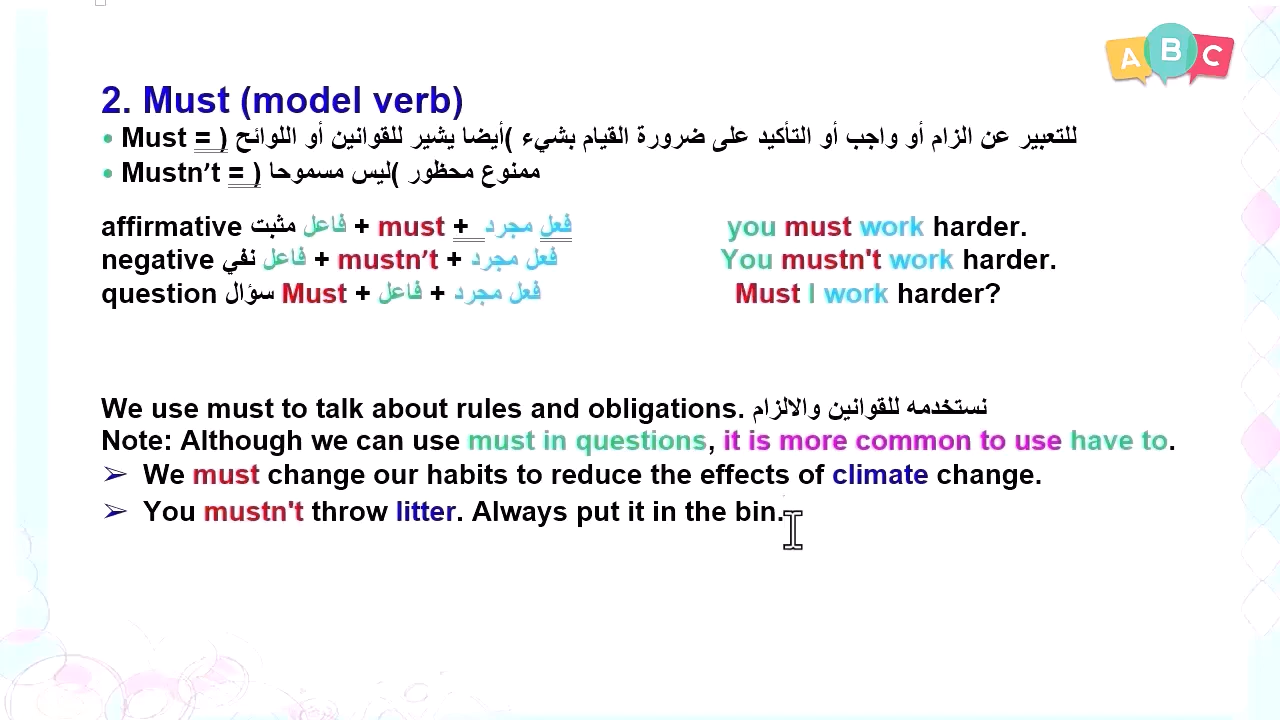 A B C
2. Must (model verb)
• Must = ( للتعبير عن الزام أو واجب أو التأكيد على ضرورة القيام بشيء )أيضا يشير للقوانين أو اللوائح
• Mustn’t = ( ممنوع محظور )ليس مسموحا
affirmative مثبت فاعل + must + فعل مجرد you must work harder.
negative نفي فاعل + mustn’t + فعل مجرد You mustn't work harder.
question سؤال Must + فاعل + فعل مجرد Must I work harder?
We use must to talk about rules and obligations. نستخدمه للقوانين والالزام
Note: Although we can use must in questions, it is more common to use have to.
➢ We must change our habits to reduce the effects of climate change.
➢ You mustn't throw litter. Always put it in the bin.